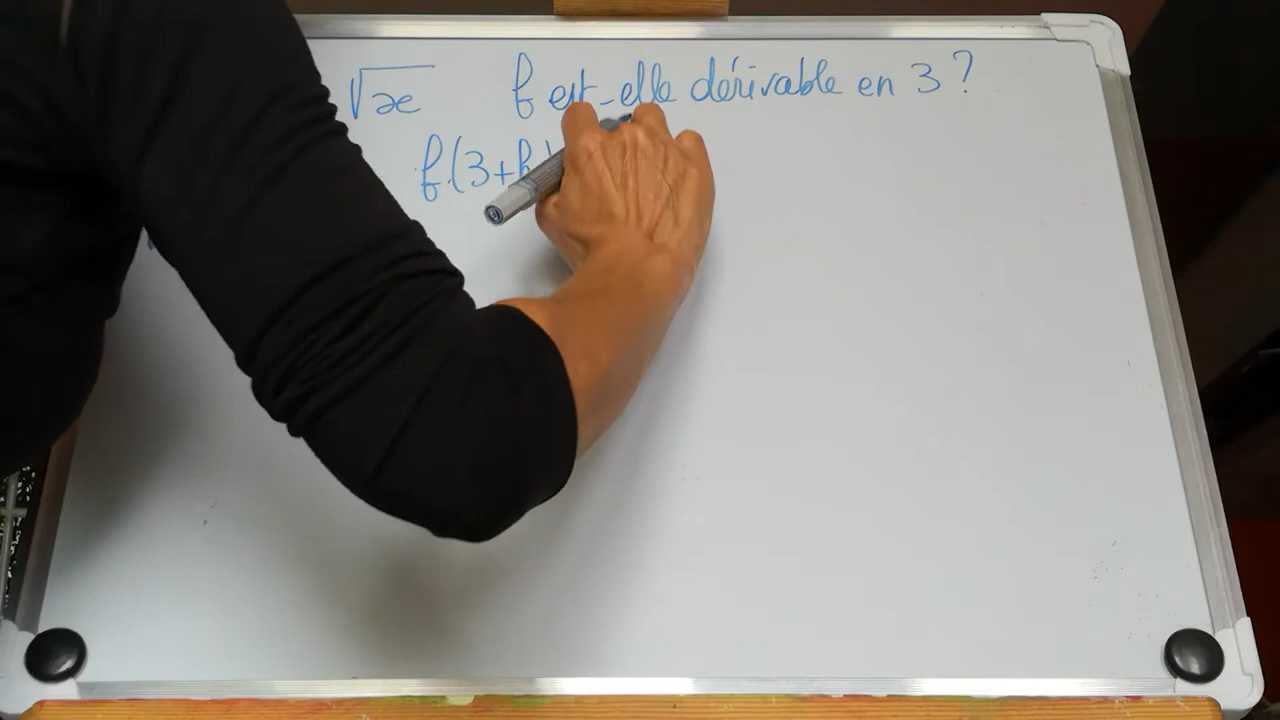 √x f est-elle dérivable en 3 ?
f(3+h)